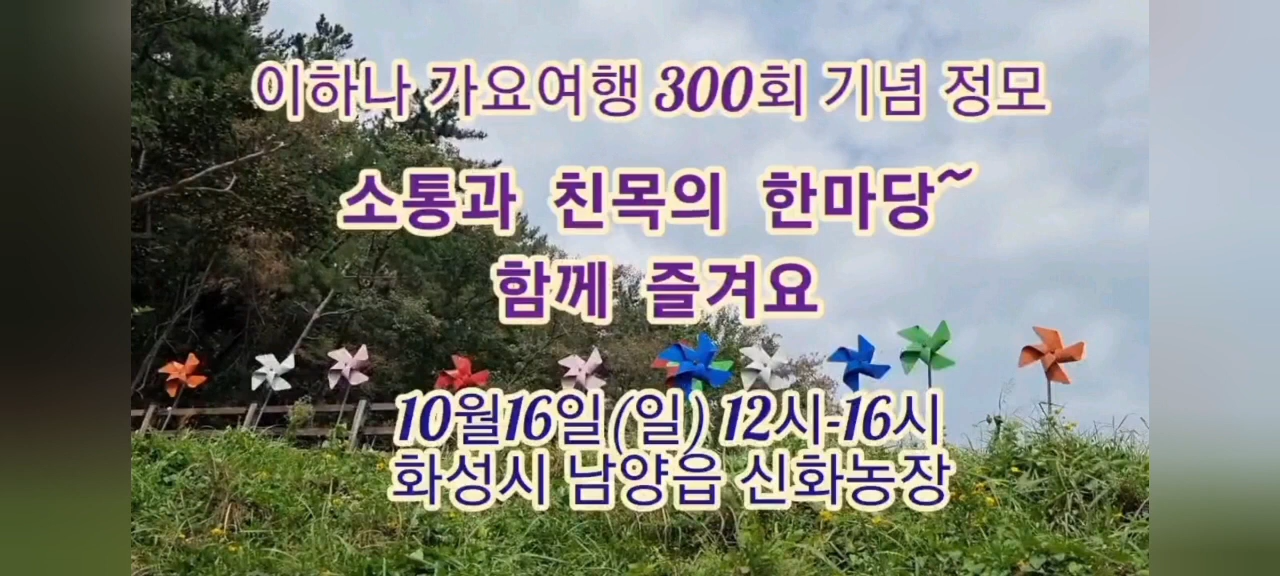 이하나 가요여행 300회 기념 정모
소통과 친목의 한마당~
함께 즐겨요
10월16일(일) 12시-16시
화성시 남양읍 신화농장